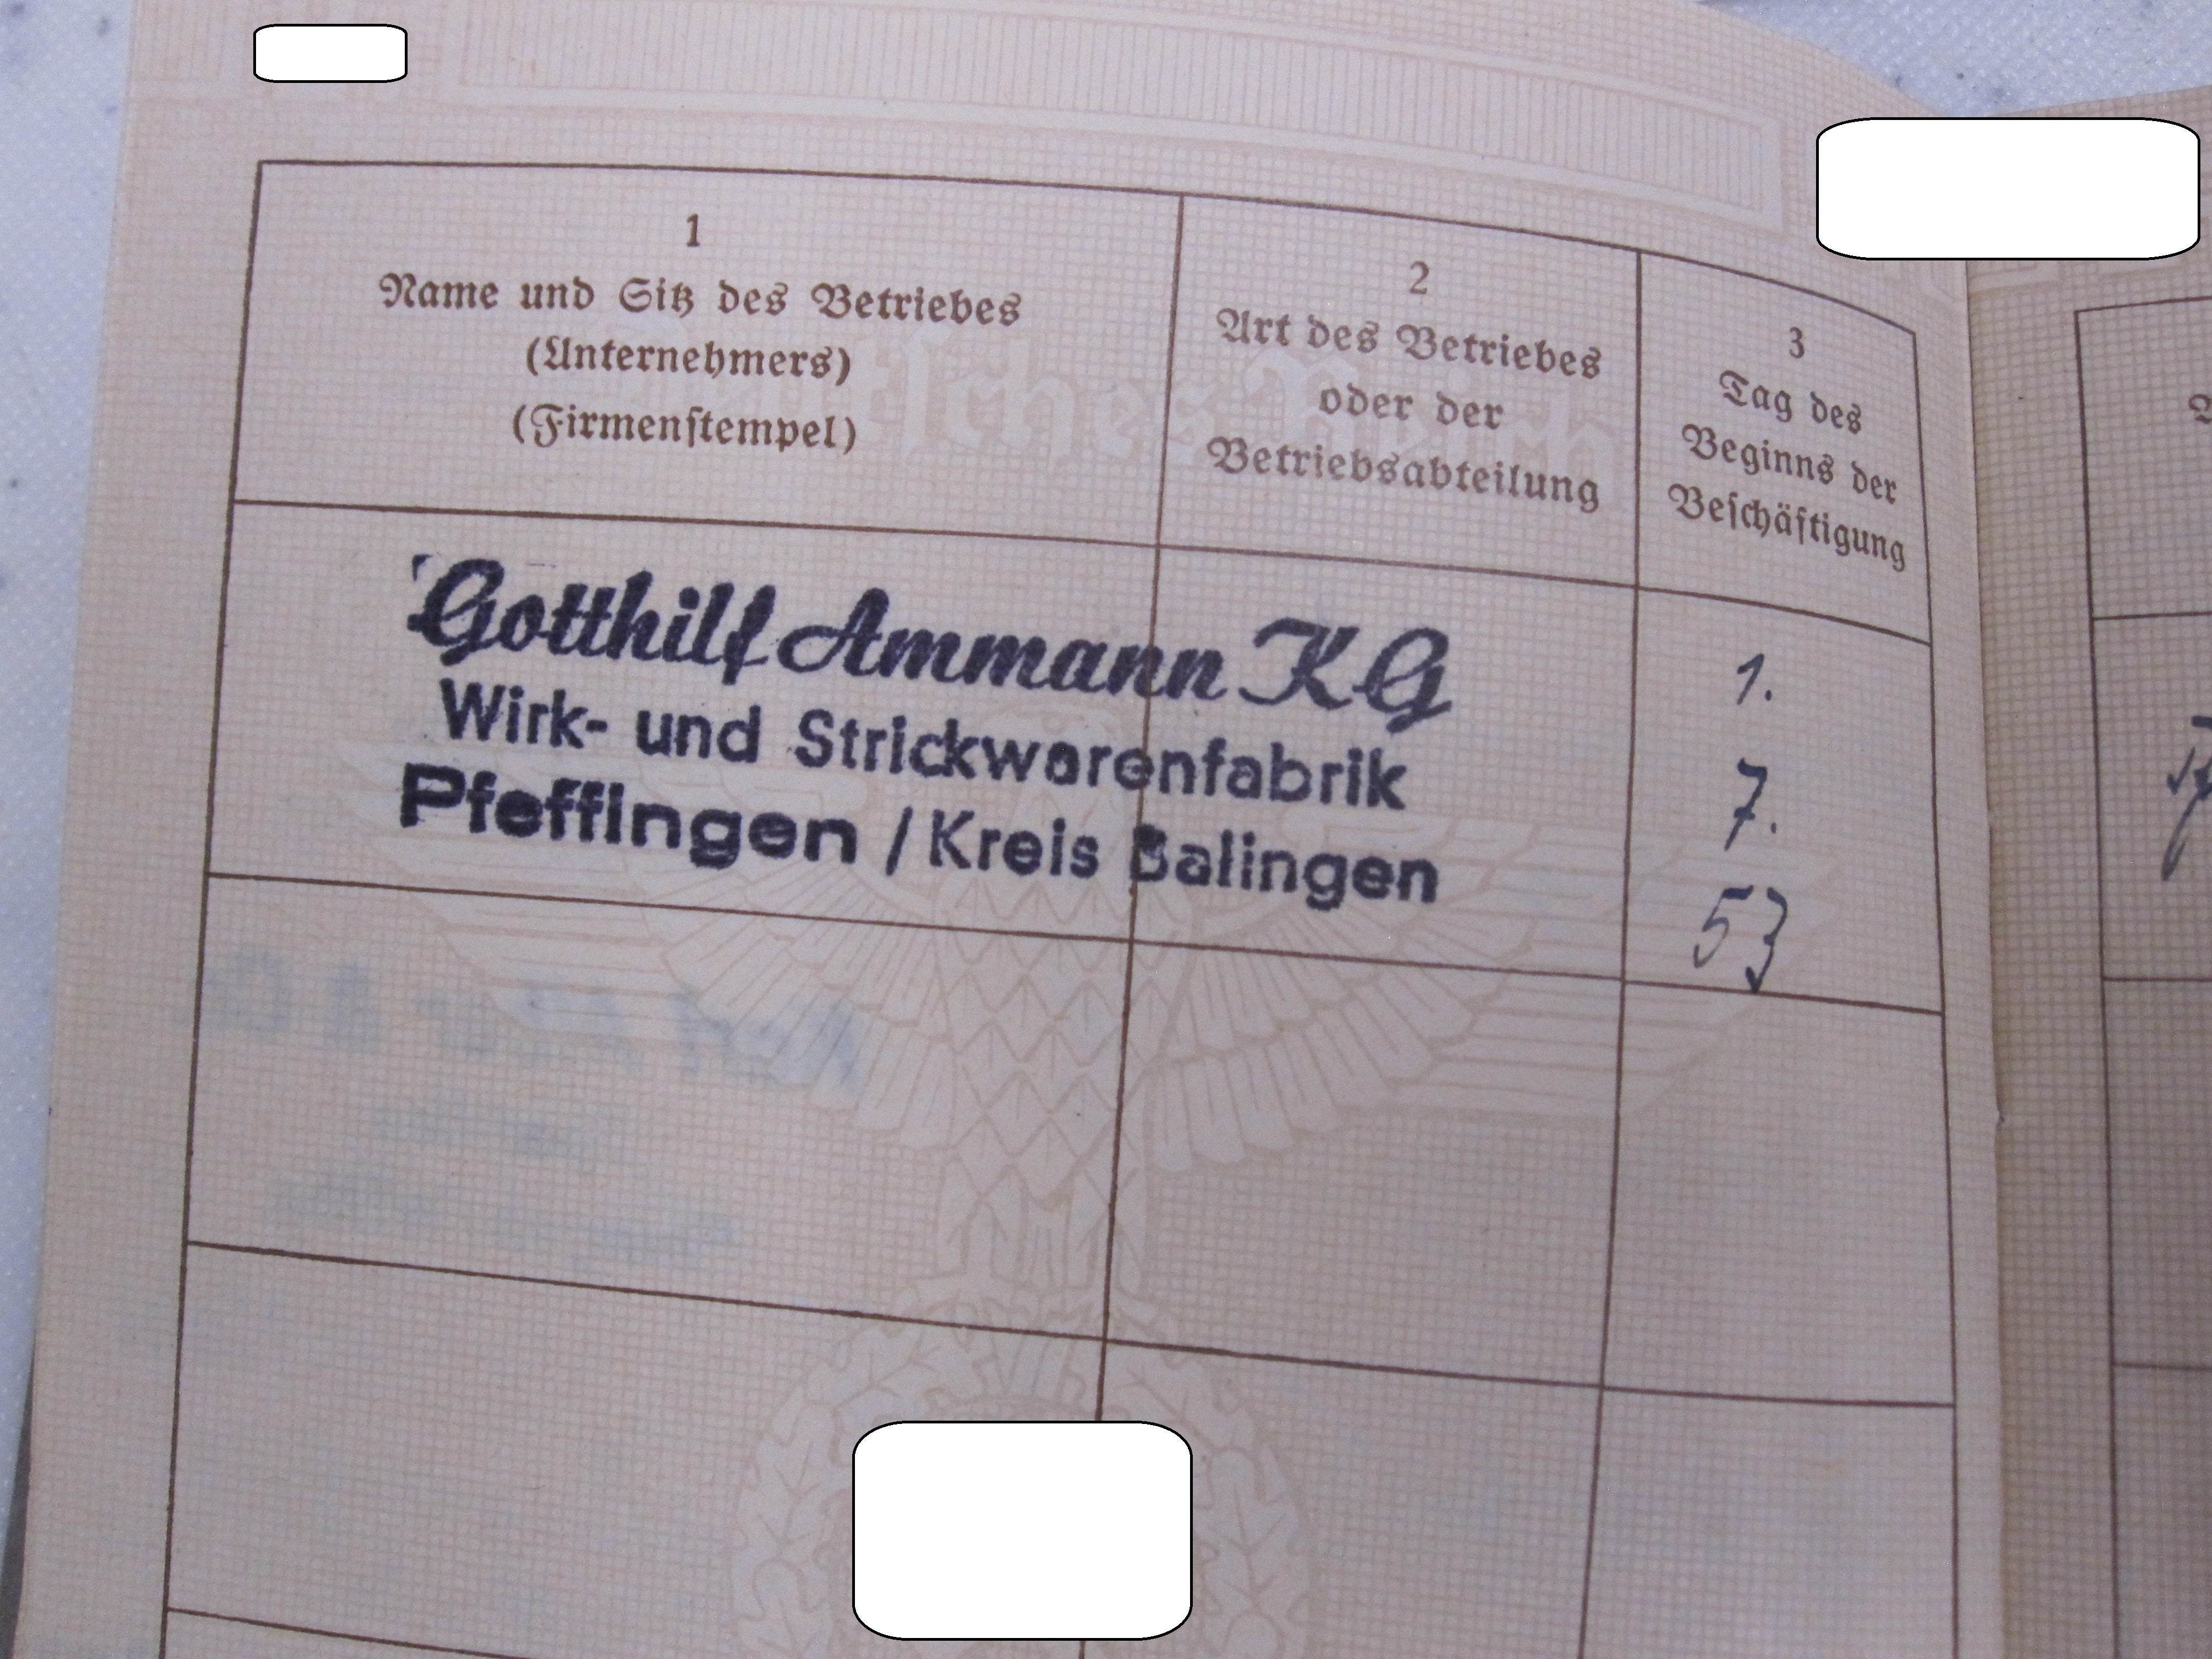 1
Name und Sitz des Betriebes
(Unternehmers)
(Firmenstempel)
2
Art des Betriebes
oder der
Betriebsabteilung
3
Tag des
Beginns der
Beschäftigung
Gotthilf Ammann KG
Wirk- und Strickwarenfabrik
Pfeffingen / Kreis Balingen
1.
7.
53